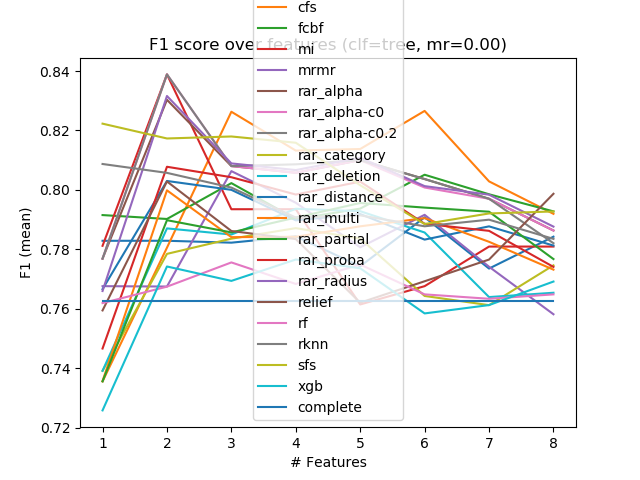 cfs
fcbf
F1 score over features (clf=tree, mr=0.00)
mi
mrmr
rar_alpha
rar_alpha-c0
rar_alpha-c0.2
rar_category
rar_deletion
rar_distance
rar_multi
rar_partial
rar_proba
rar_radius
relief
rf
rknn
sfs
xgb
complete
0.84
0.82
0.80
0.78
0.76
0.74
0.72
F1 (mean)
1 2 3 4 5 6 7 8
# Features